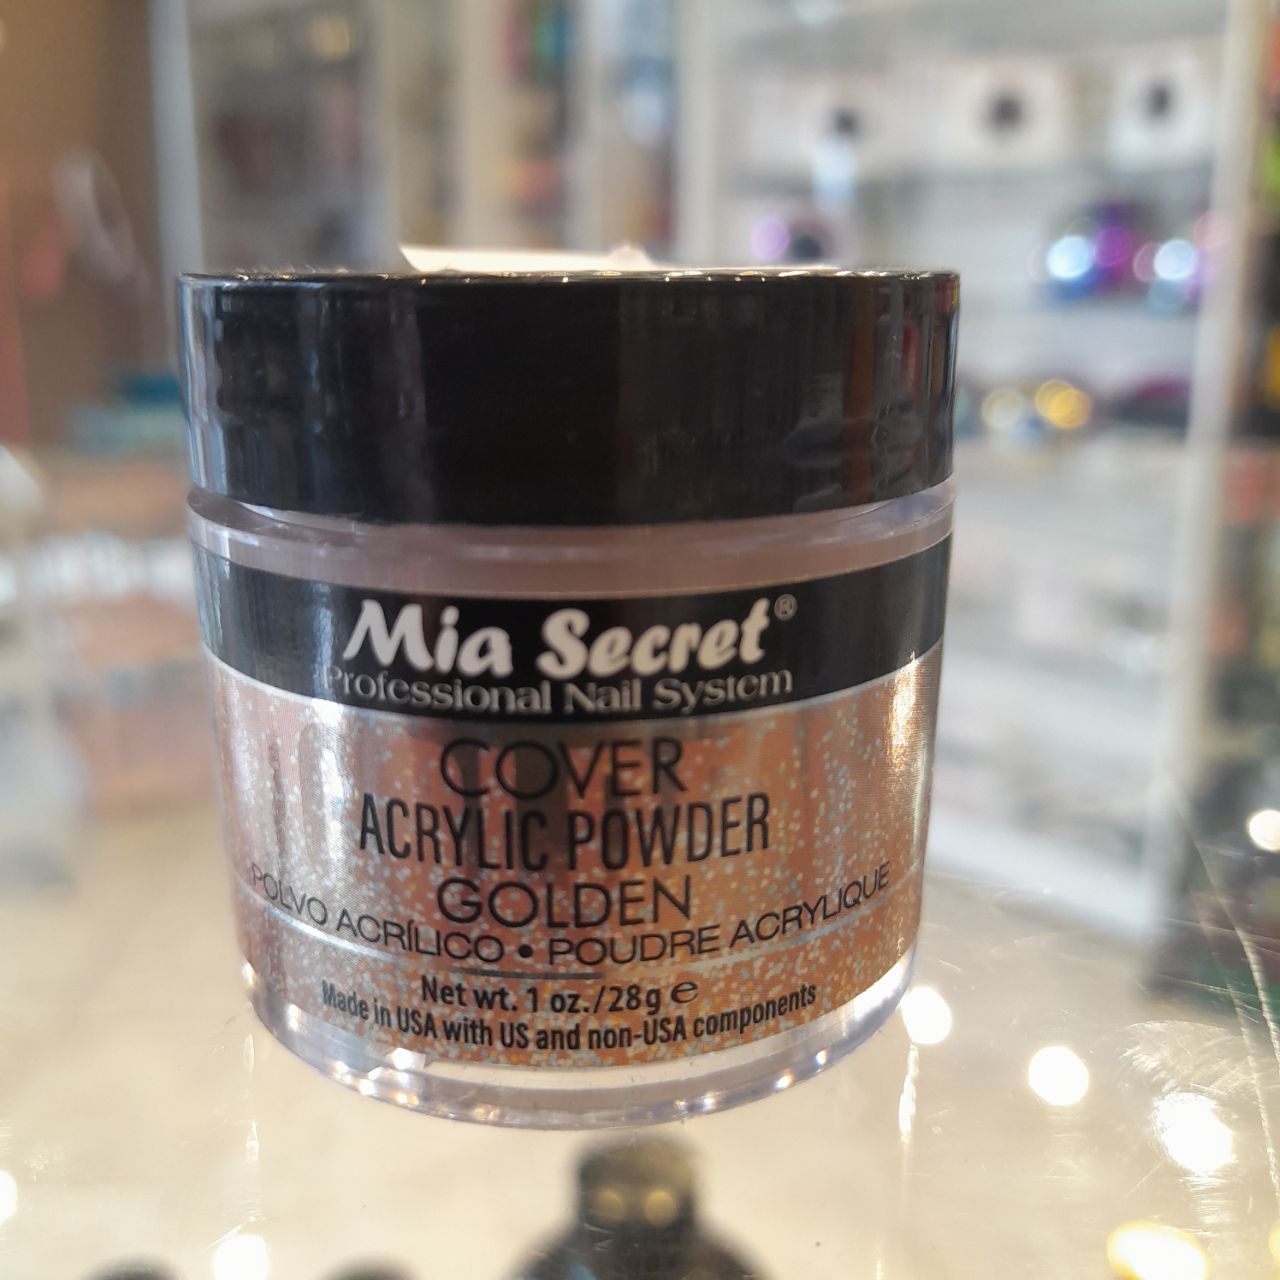 Mia Secret®
Professional Nail System
COVER
ACRYLIC POWDER
GOLDEN
POLVO ACRÍLICO • POUDRE ACRYLIQUE
Net wt. 1 oz./28g ℮
Made in USA with US and non-USA components